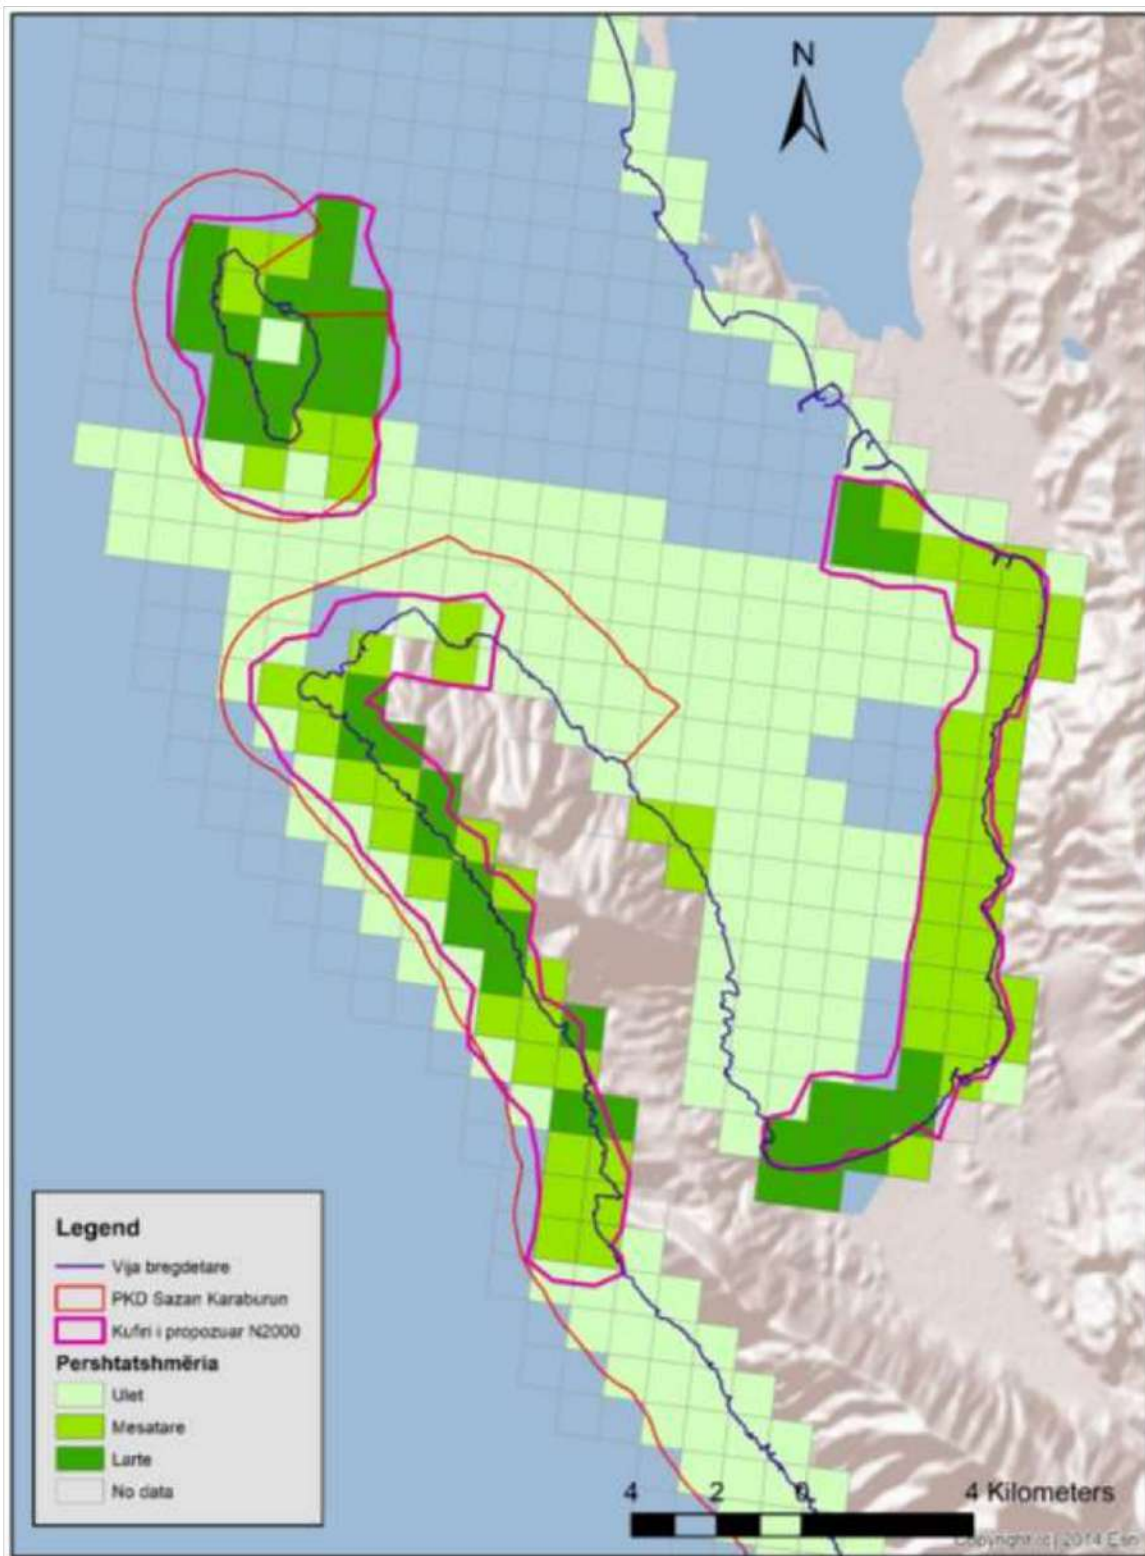 N
Legend
Vija bregdetare
PKD Sazan Karaburun
Kufiri i propozuar N2000
Pershtatshmëria
Ulet
Mesatare
Larte
No data
4 2 0 4 Kilometers
Copyright (c) 2014 Esri